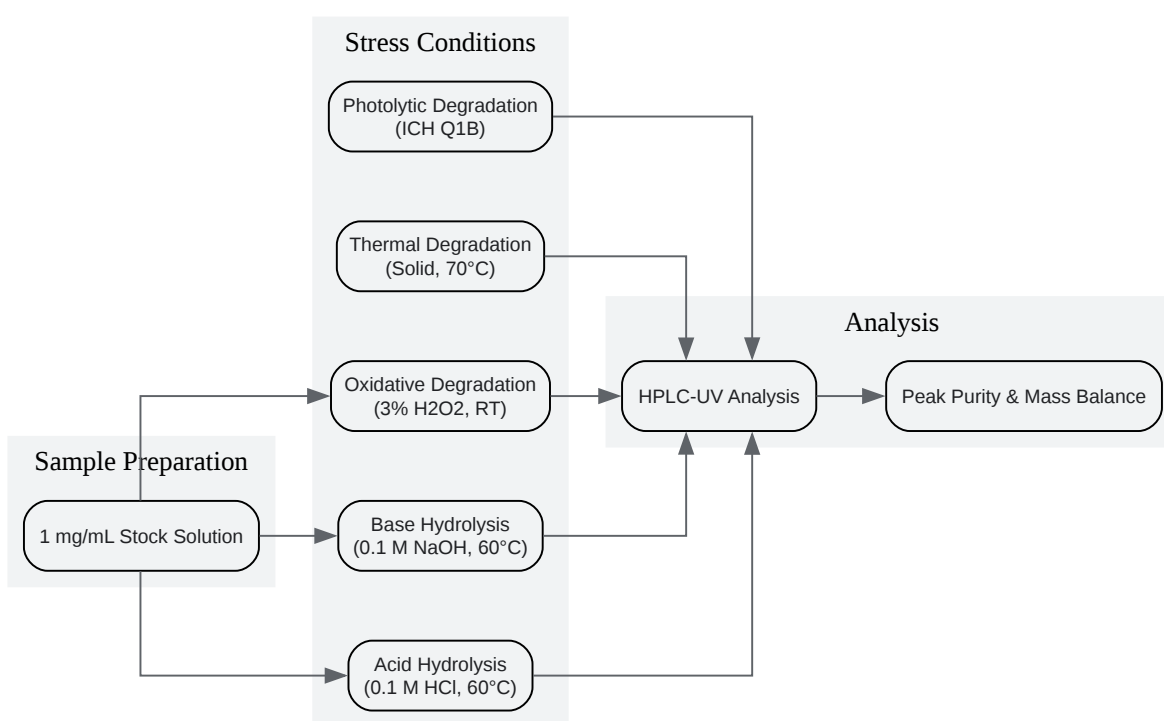 Stress Conditions
Photolytic Degradation
(ICH Q1B)
Thermal Degradation
(Solid, 70°C)
Analysis
Oxidative Degradation
(3% H2O2, RT)
HPLC-UV Analysis
Peak Purity & Mass Balance
Sample Preparation
1 mg/mL Stock Solution
Base Hydrolysis
(0.1 M NaOH, 60°C)
Acid Hydrolysis
(0.1 M HCl, 60°C)